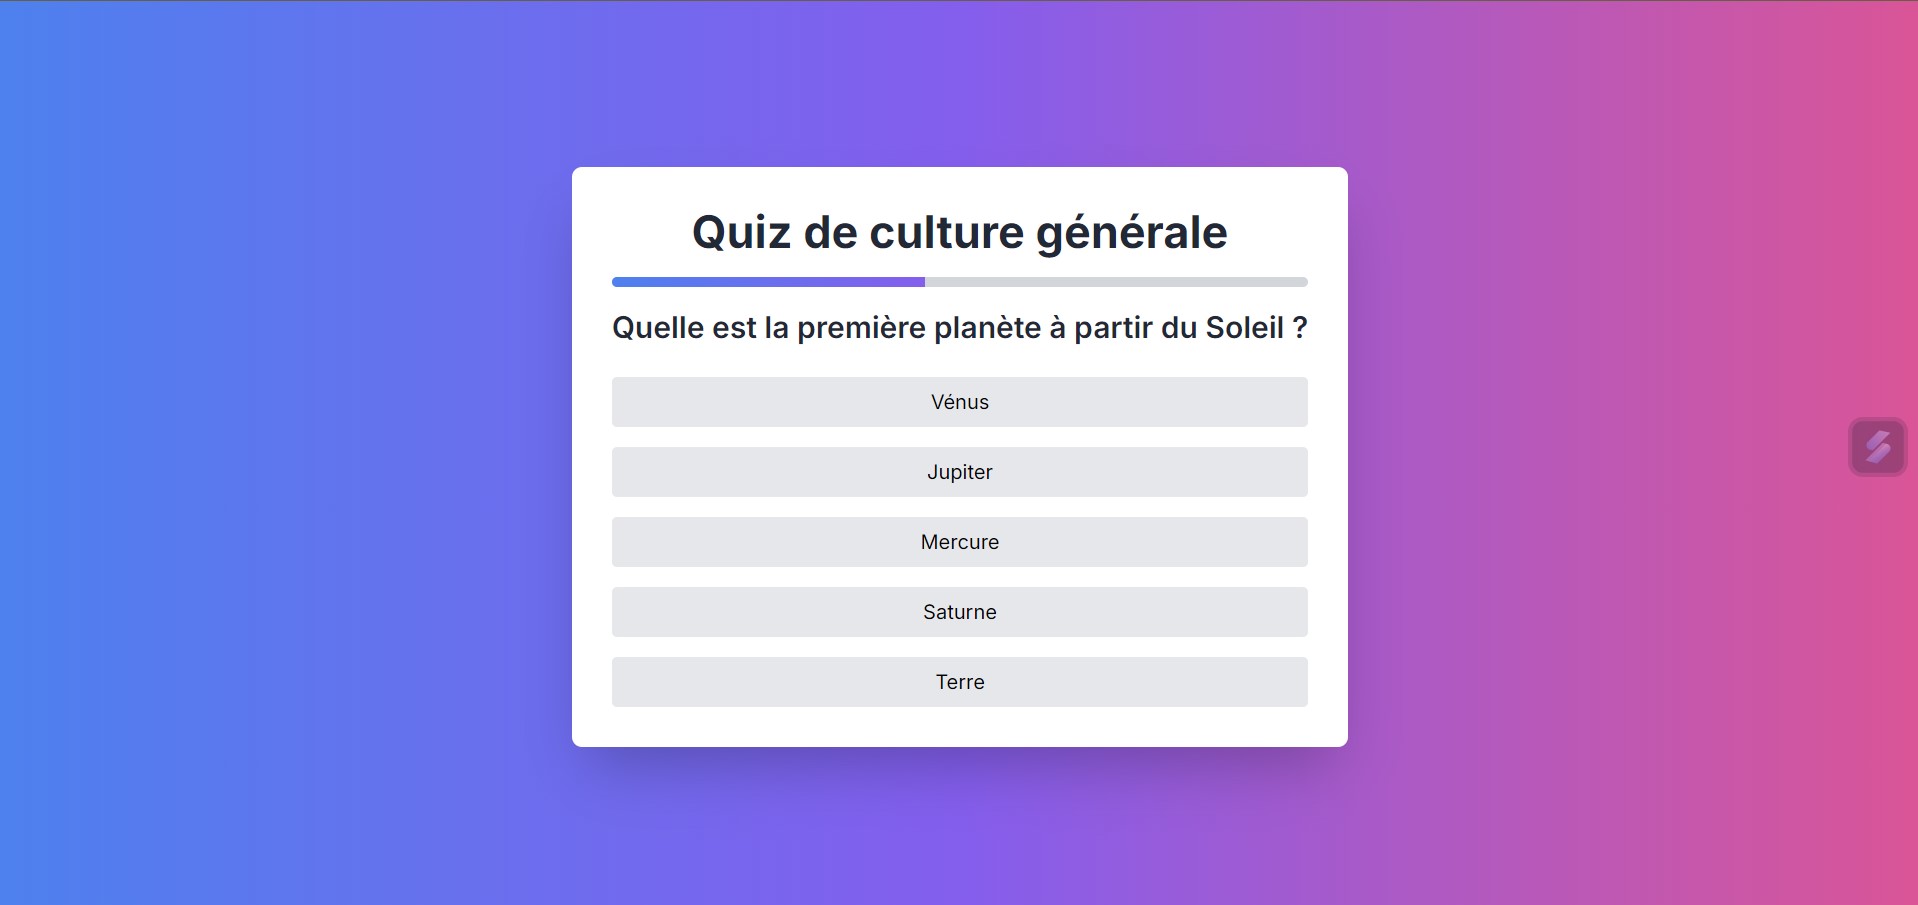 Quiz de culture générale
Quelle est la première planète à partir du Soleil ?
Vénus
Jupiter
Mercure
Saturne
Terre